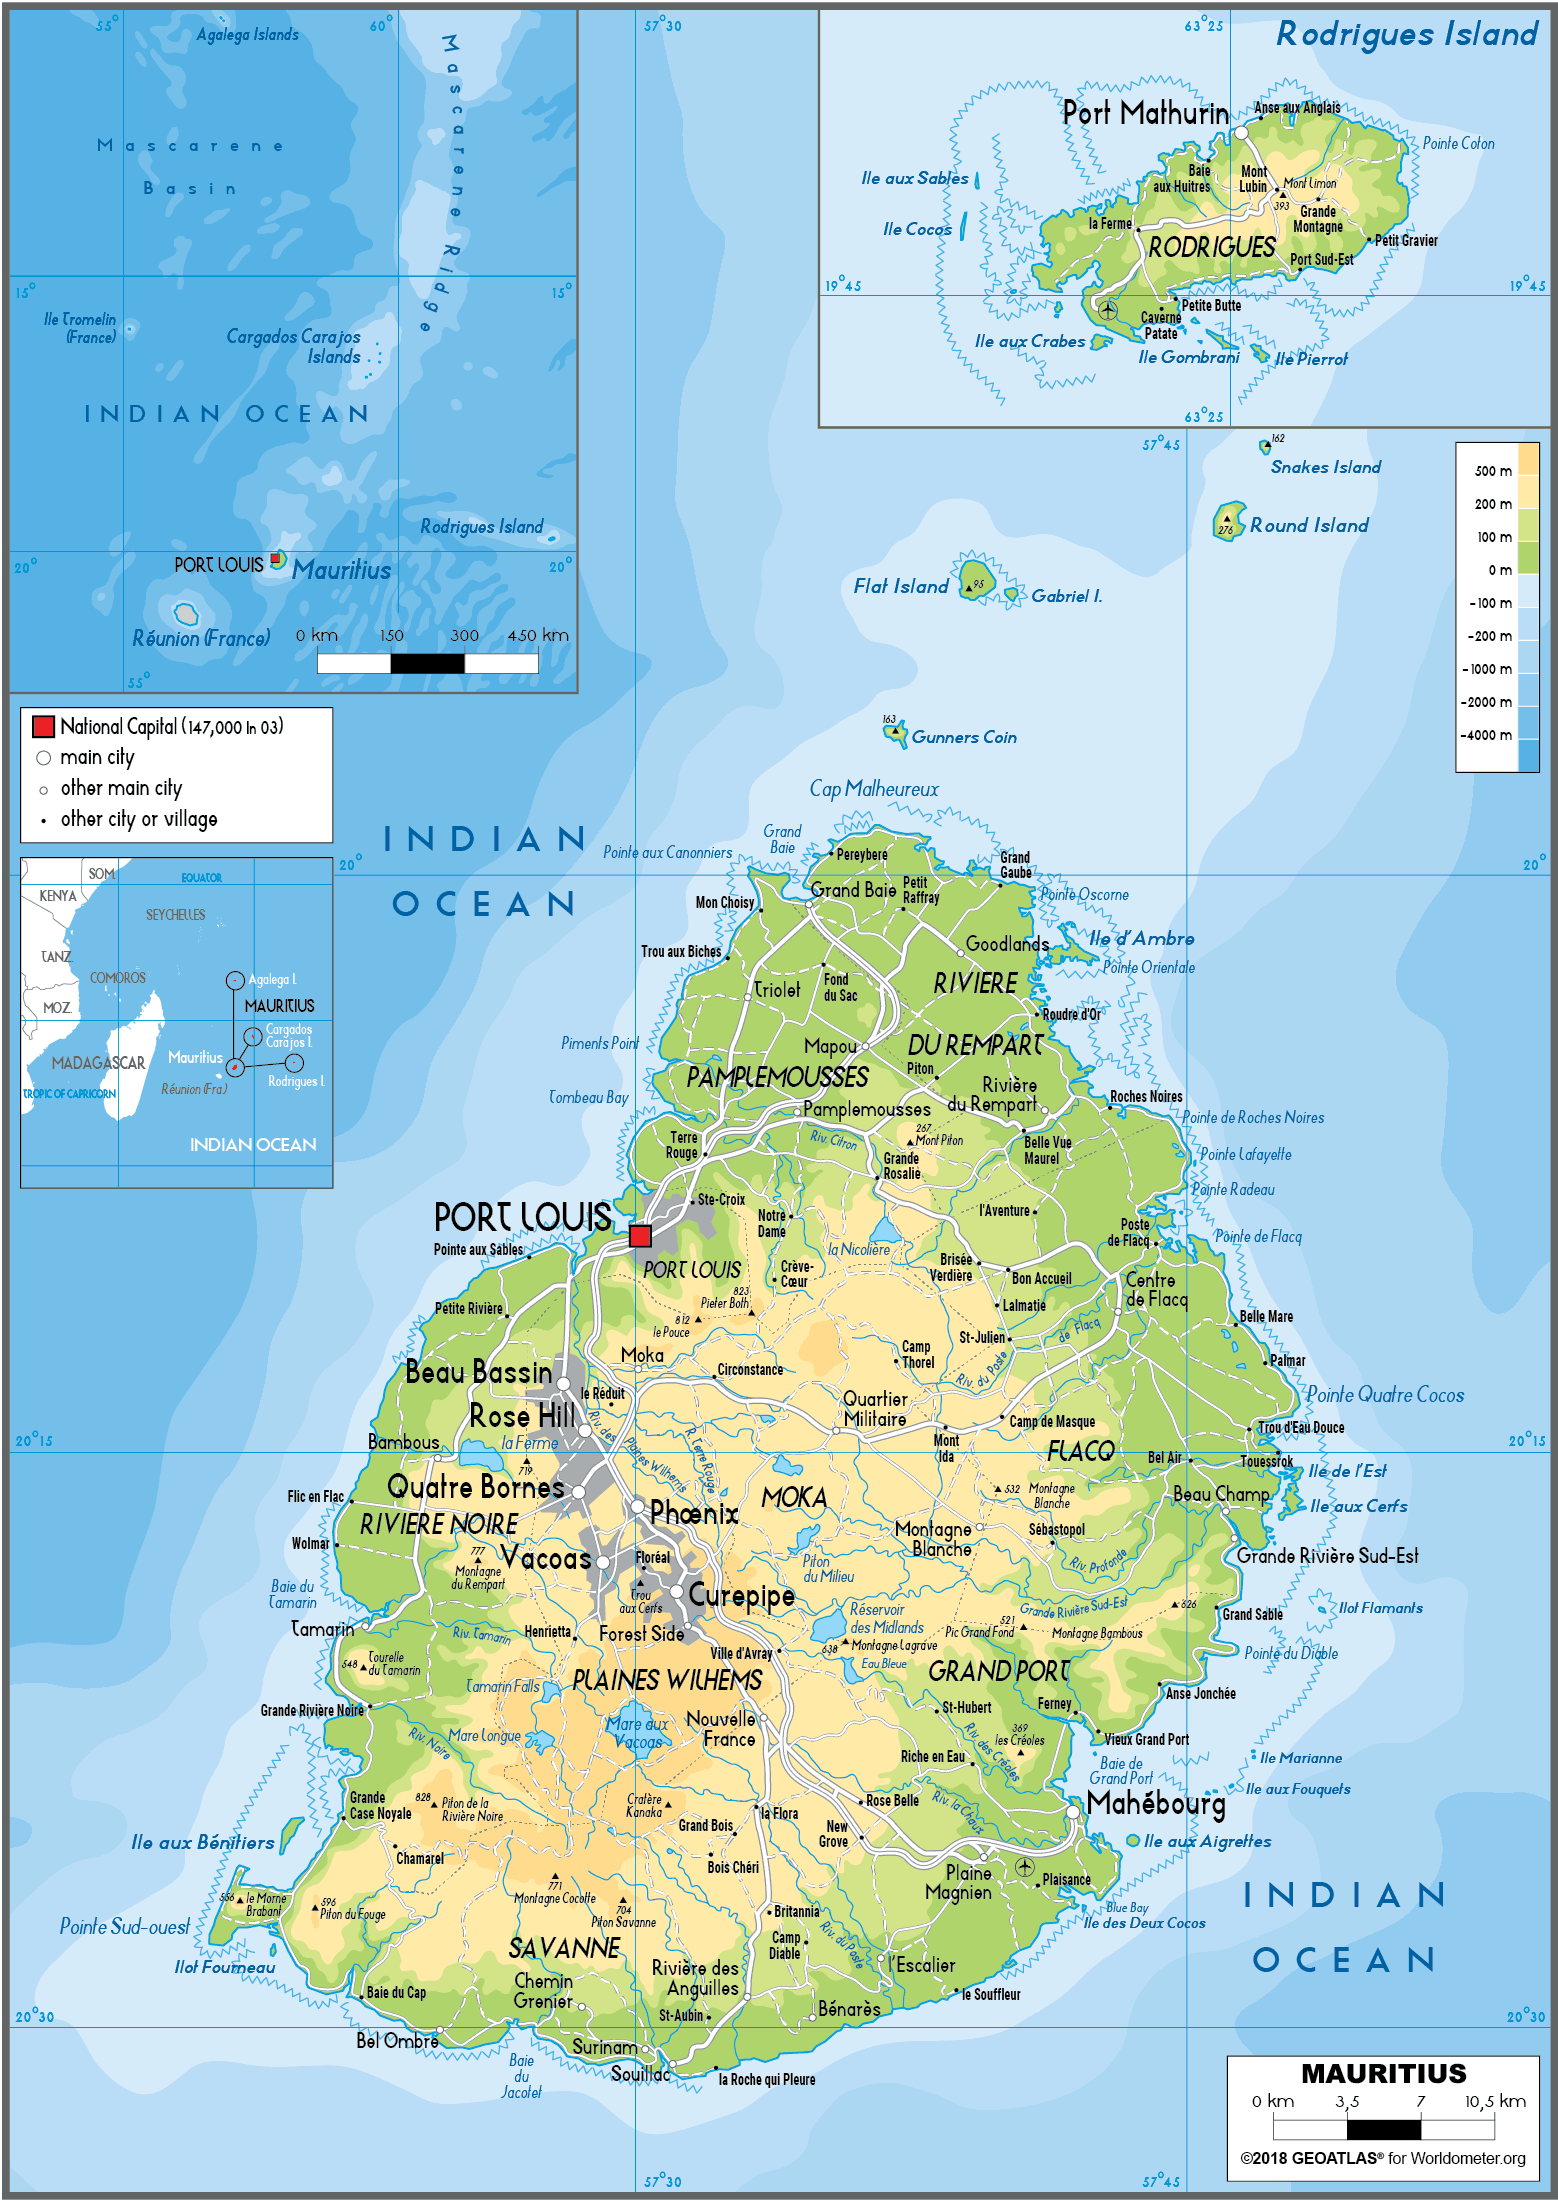 55°
60°
Agalega Islands
Mascarene Ridge
Mascarene
Basin
15°
15°
Ile Tromelin
(France)
Cargados Carajos
Islands
INDIAN OCEAN
Rodrigues Island
PORT LOUIS
Mauritius
20°
20°
Réunion (France)
0 km
150
300
450 km
55°
57°30
63°25
Rodrigues Island
Port Mathurin
Anse aux Anglais
Pointe Coton
Ile aux Sables
Baie
aux Huitres
Mont
Lubin
Mont Limon
393
Grande
Montagne
Ile Cocos
la Ferme
RODRIGUES
Petit Gravier
Port Sud-Est
19°45
19°45
Petite Butte
Caverne
Patate
Ile aux Crabes
Ile Gombrani
Ile Pierrot
63°25
57°45
162
Snakes Island
276
Round Island
500 m
200 m
100 m
0 m
-100 m
-200 m
-1000 m
-2000 m
-4000 m
Flat Island
95
Gabriel I.
163
Gunners Coin
National Capital (147,000 in 03)
main city
other main city
other city or village
SOM.
EQUATOR
KENYA
SEYCHELLES
TANZ.
COMOROS
Agalega I.
MOZ.
MAURITIUS
Cargados
Carajos I.
MADAGASCAR
Mauritius
Rodrigues I.
Réunion (Fra.)
TROPIC OF CAPRICORN
INDIAN OCEAN
INDIAN
OCEAN
20°
20°
Cap Malheureux
Grand
Baie
Pointe aux Canonniers
Pereybere
Grand
Gaube
Grand Baie
Petit
Raffray
Pointe Oscorne
Mon Choisy
Trou aux Biches
Goodlands
Ile d'Ambre
Pointe Orientale
Triolet
Fond
du Sac
RIVIERE
DU REMPART
Roudre d'Or
Piments Point
Mapou
Piton
PAMPLEMOUSSES
Tombeau Bay
Pamplemousses
Rivière
du Rempart
Roches Noires
Pointe de Roches Noires
Terre
Rouge
Riv. Citron
267
Mont Piton
Belle Vue
Maurel
Grande
Rosalie
Pointe Lafayette
Pointe Radeau
PORT LOUIS
Ste-Croix
Notre
Dame
l'Aventure
Poste
de Flacq
Pointe de Flacq
Pointe aux Sables
la Nicolière
PORT LOUIS
Crève-
Cœur
Brisée
Verdière
Bon Accueil
Centre
de Flacq
823
Pieter Both
Lalmatie
Petite Rivière
812
le Pouce
St-Julien
de Flacq
Belle Mare
Moka
Camp
Thorel
Riv. du Poste
Palmar
Beau Bassin
Circonstance
le Réduit
Pointe Quatre Cocos
Rose Hill
Quartier
Militaire
Camp de Masque
Trou d'Eau Douce
Bambous
la Ferme
Riv. des
Plaines Wilhems
R. Terre Rouge
Mont
Ida
FLACQ
Bel Air
Touessrok
20°15
20°15
719
Ile de l'Est
Quatre Bornes
MOKA
532
Montagne
Blanche
Beau Champ
Ile aux Cerfs
Flic en Flac
RIVIERE NOIRE
Phœnix
Montagne
Blanche
Sébastopol
Wolmar
777
Montagne
du Rempart
Vacoas
Floréal
Piton
du Milieu
Riv. Profonde
Grande Rivière Sud-Est
Baie du
Tamarin
Trou
aux Cerfs
Curepipe
Réservoir
des Midlands
Grande Rivière Sud-Est
626
Grand Sable
Ilot Flamants
Tamarin
Riv. Tamarin
Henrietta
Forest Side
521
Pic Grand Fond
Montagne Bambous
638
Montagne Lagrave
Ville d'Avray
Eau Bleue
Pointe du Diable
548
Tourelle
du Tamarin
PLAINES WILHEMS
GRAND PORT
Tamarin Falls
Anse Jonchée
Grande Rivière Noire
Nouvelle
France
St-Hubert
Ferney
Mare Longue
Mare aux
Vacoas
Riv. Noire
Riv. des Créoles
369
les Créoles
Vieux Grand Port
Riche en Eau
Baie de
Grand Port
Ile Marianne
Ile aux Fouquets
Grande
Case Noyale
828
Piton de la
Rivière Noire
Cratère
Kanaka
la Flora
Rose Belle
Riv. la Chaux
Mahébourg
Ile aux Bénitiers
Grand Bois
New
Grove
Ile aux Aigrettes
Chamarel
Bois Chéri
Plaine
Magnien
Plaisance
556
le Morne
Brabant
596
Piton du Fouge
771
Montagne Cocotte
704
Piton Savanne
Blue Bay
Ile des Deux Cocos
Pointe Sud-ouest
Britannia
Camp
Diable
Riv. du Poste
SAVANNE
Ilot Fourneau
Rivière des
Anguilles
l'Escalier
Chemin
Grenier
Baie du Cap
le Souffleur
St-Aubin
Bénarès
INDIAN
OCEAN
20°30
20°30
Bel Ombre
Surinam
Souillac
Baie
du
Jacotet
la Roche qui Pleure
MAURITIUS
0 km
3,5
7
10,5 km
©2018 GEOATLAS® for Worldometer.org
57°30
57°45